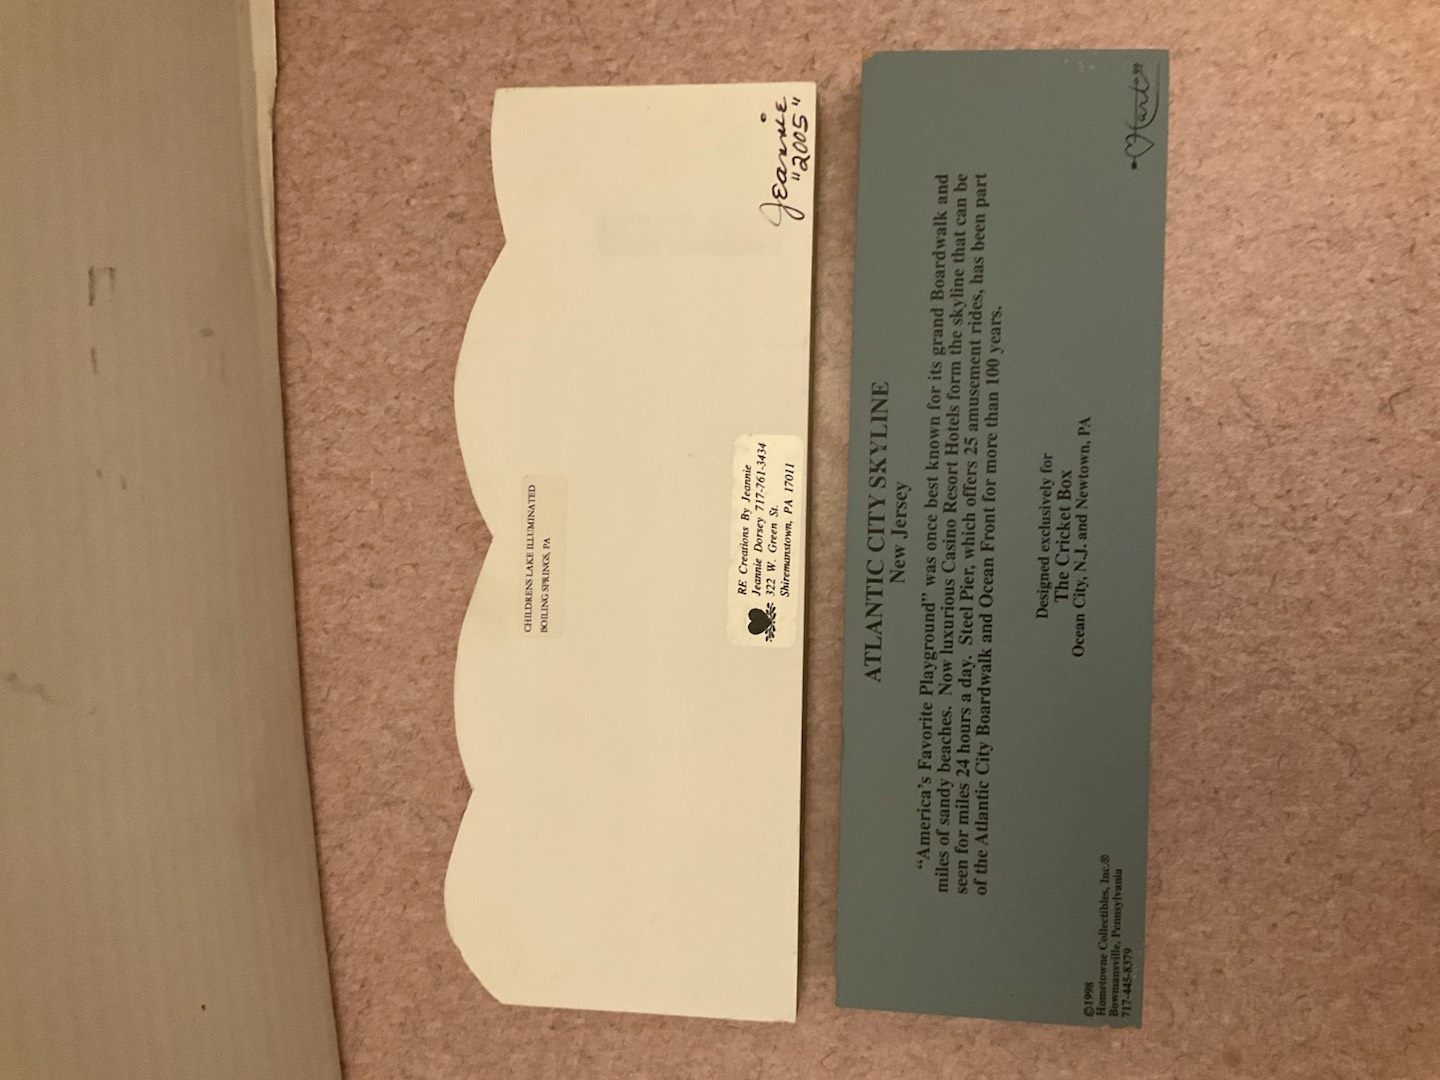 CHILDRENS LAKE ILLUMINATED
BOILING SPRINGS, PA
RE Creations By Jeannie
Jeannie Dorsey 717-761-3434
322 W. Green St.
Shiremanstown, PA 17011
Jeannie
"2005"
ATLANTIC CITY SKYLINE
New Jersey
“America’s Favorite Playground” was once best known for its grand Boardwalk and
miles of sandy beaches. Now luxurious Casino Resort Hotels form the skyline that can be
seen for miles 24 hours a day. Steel Pier, which offers 25 amusement rides, has been part
of the Atlantic City Boardwalk and Ocean Front for more than 100 years.
Designed exclusively for
The Cricket Box
Ocean City, N.J. and Newtown, PA
©1998
Hometowne Collectibles, Inc.®
Bowmansville, Pennsylvania
717-445-8379
Hart 99